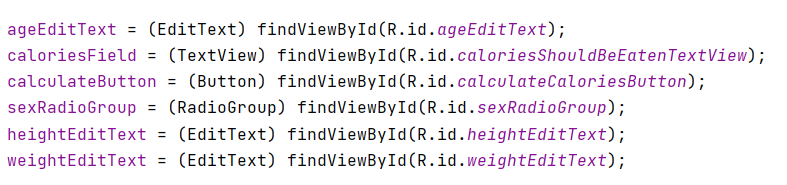 ageEditText = (EditText) findViewById(R.id.ageEditText);
caloriesField = (TextView) findViewById(R.id.caloriesShouldBeEatenTextView);
calculateButton = (Button) findViewById(R.id.calculateCaloriesButton);
sexRadioGroup = (RadioGroup) findViewById(R.id.sexRadioGroup);
heightEditText = (EditText) findViewById(R.id.heightEditText);
weightEditText = (EditText) findViewById(R.id.weightEditText);